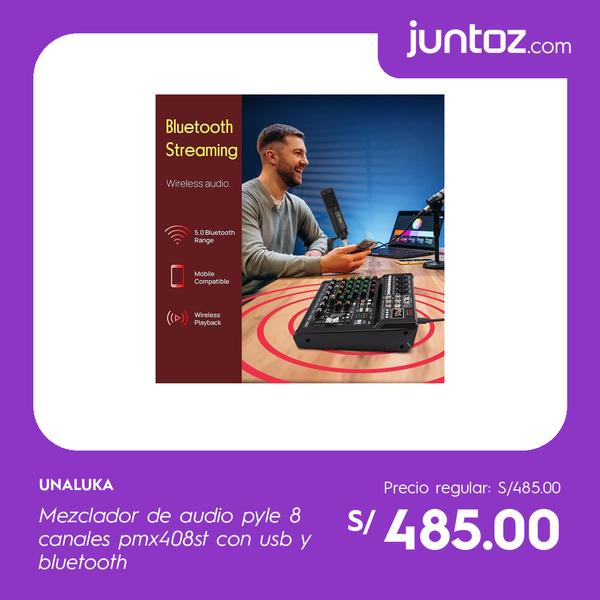 juntoz.com
Bluetooth
Streaming
Wireless audio.
5.0 Bluetooth
Range
Mobile
Compatible
Wireless
Playback
UNALUKA
Mezclador de audio pyle 8
canales pmx408st con usb y
bluetooth
Precio regular: S/485.00
S/ 485.00